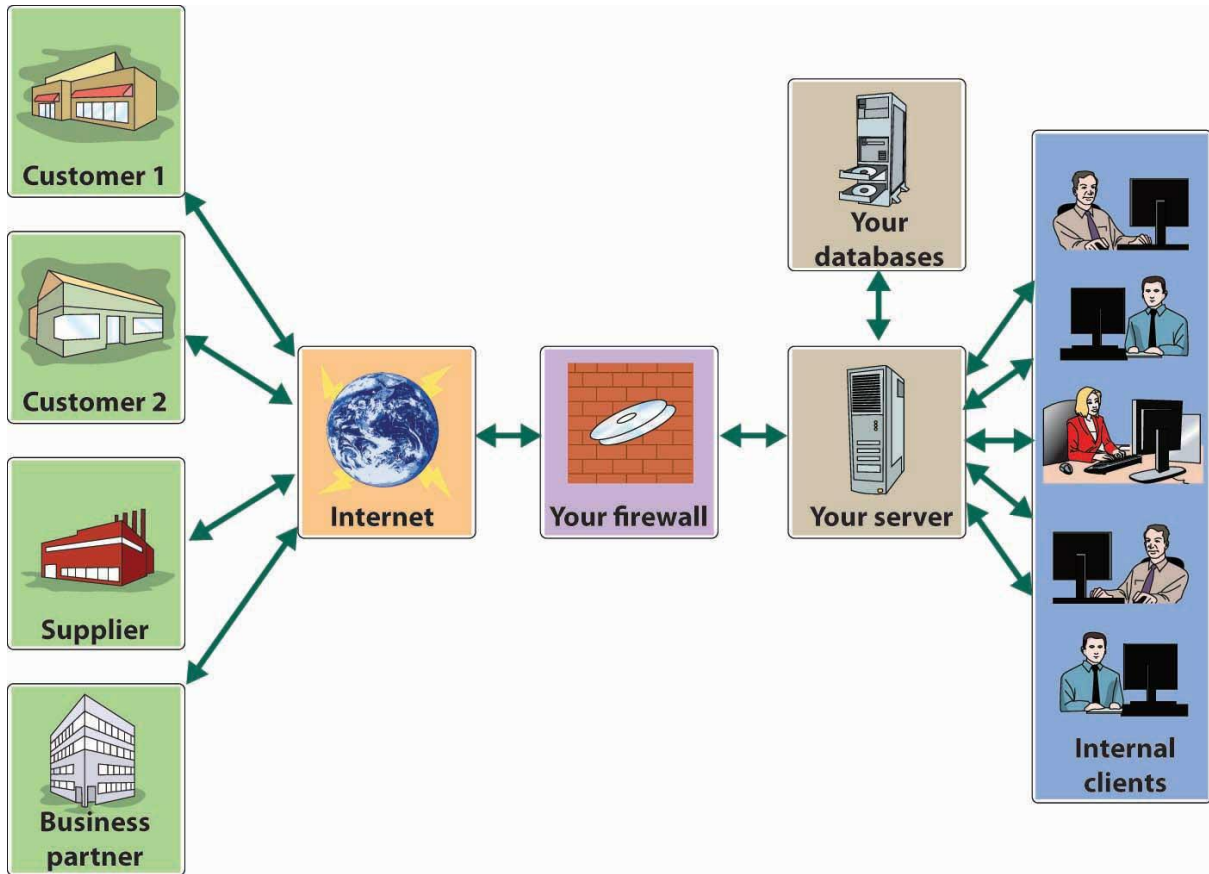 Customer 1
Customer 2
Supplier
Business
partner
Internet
Your firewall
Your databases
Your server
Internal
clients